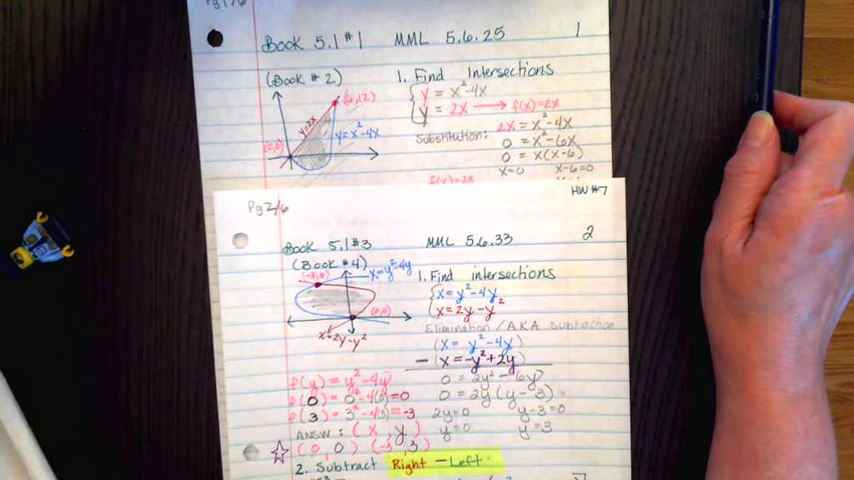 Book 5.1 #1 MML 5.6.25 1
(Book # 2) 1. Find Intersections
(6,12) y = x²-4x
y=2x y = 2x → f(x)=2x
(0,0) y=x²-4x
Substitution: 2x = x²-4x
0 = x²-6x
0 = x(x-6)
x=0 x-6=0
f(x)=2x
Pg 2/6 HW #7
Book 5.1 #3 MML 5.6.33 2
(Book #4) 1. Find intersections
x=y²-4y
(-3,3) x=y²-4y
(0,0) x=2y-y²
x=2y-y² Elimination / AKA Subtraction
(x= y²-4y)
-(x=-y²+2y)
f(y) = y²-4y 0 = 2y²-6y
f(0) = 0²-4(0)=0 0 = 2y(y-3)
f(3) = 3²-4(3)=-3 2y=0 y-3=0
ANSW: (x, y) y=0 y=3
☆ (0, 0) (-3, 3)
2. Subtract Right - Left